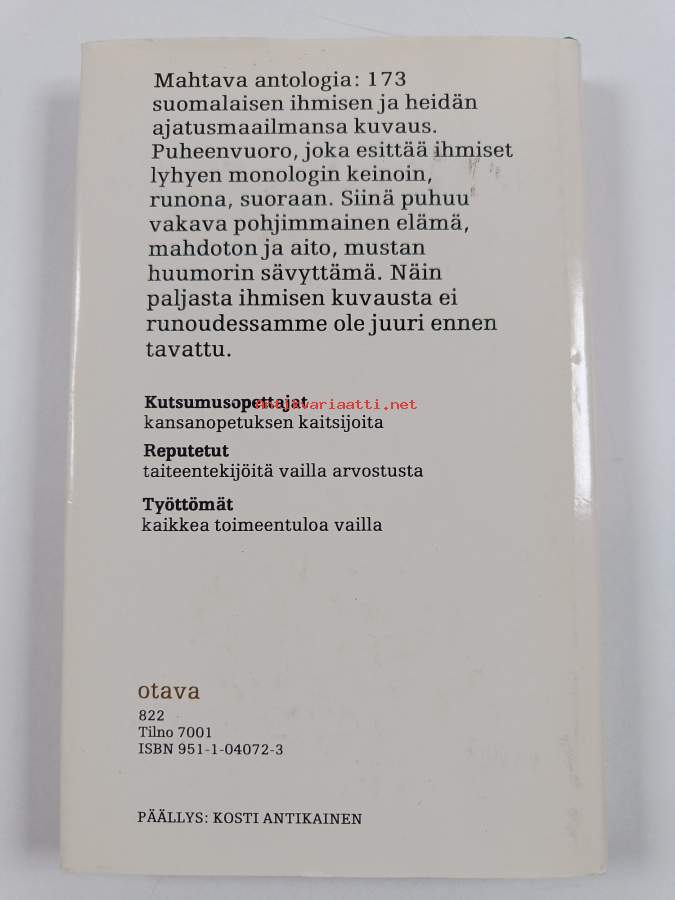 Mahtava antologia: 173
suomalaisen ihmisen ja heidän
ajatusmaailmansa kuvaus.
Puheenvuoro, joka esittää ihmiset
lyhyen monologin keinoin,
runona, suoraan. Siinä puhuu
vakava pohjimmainen elämä,
mahdoton ja aito, mustan
huumorin sävyttämä. Näin
paljasta ihmisen kuvausta ei
runoudessamme ole juuri ennen
tavattu.
Kutsumusopettajat
antikvariaatti.net
kansanopetuksen kaitsijoita
Reputetut
taiteentekijöitä vailla arvostusta
Työttömät
kaikkea toimeentuloa vailla
otava
822
Tilno 7001
ISBN 951-1-04072-3
PÄÄLLYS: KOSTI ANTIKAINEN